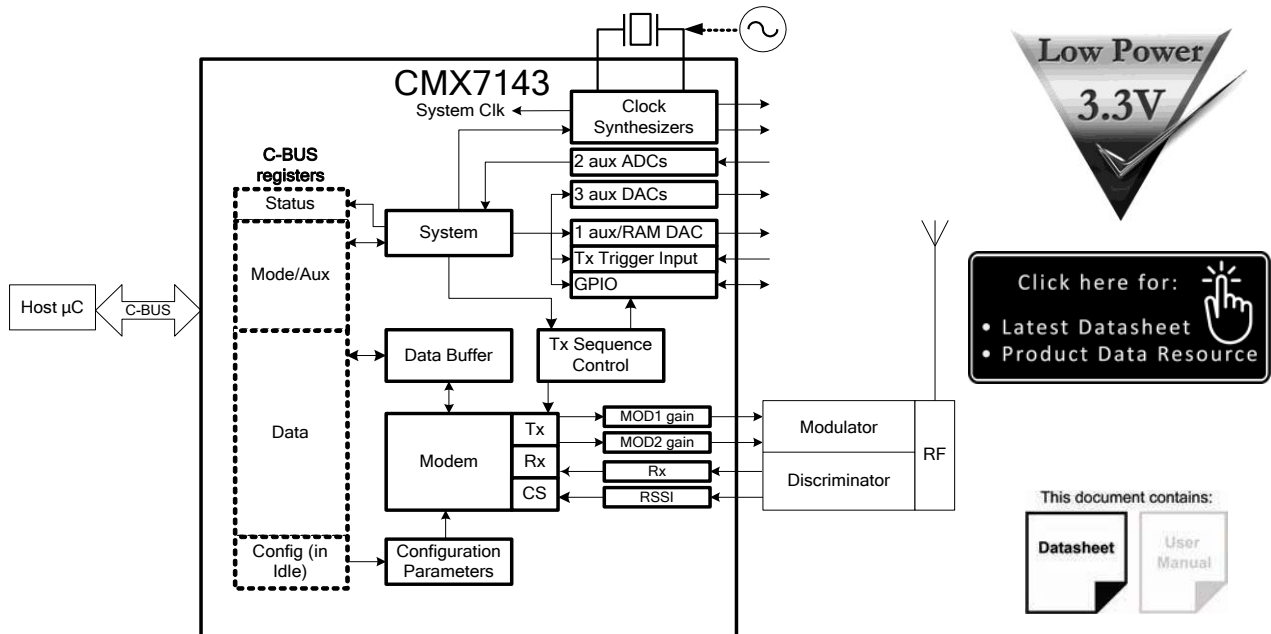 CMX7143
System Clk
Clock
Synthesizers
2 aux ADCs
3 aux DACs
1 aux/RAM DAC
Tx Trigger Input
GPIO
C-BUS
registers
Status
Mode/Aux
Data
Config (in
Idle)
System
Host µC
C-BUS
Data Buffer
Tx Sequence
Control
Modem
Tx
Rx
CS
MOD1 gain
MOD2 gain
Rx
RSSI
Modulator
Discriminator
RF
Configuration
Parameters
Low Power
3.3V
Click here for:
• Latest Datasheet
• Product Data Resource
This document contains:
Datasheet
User
Manual